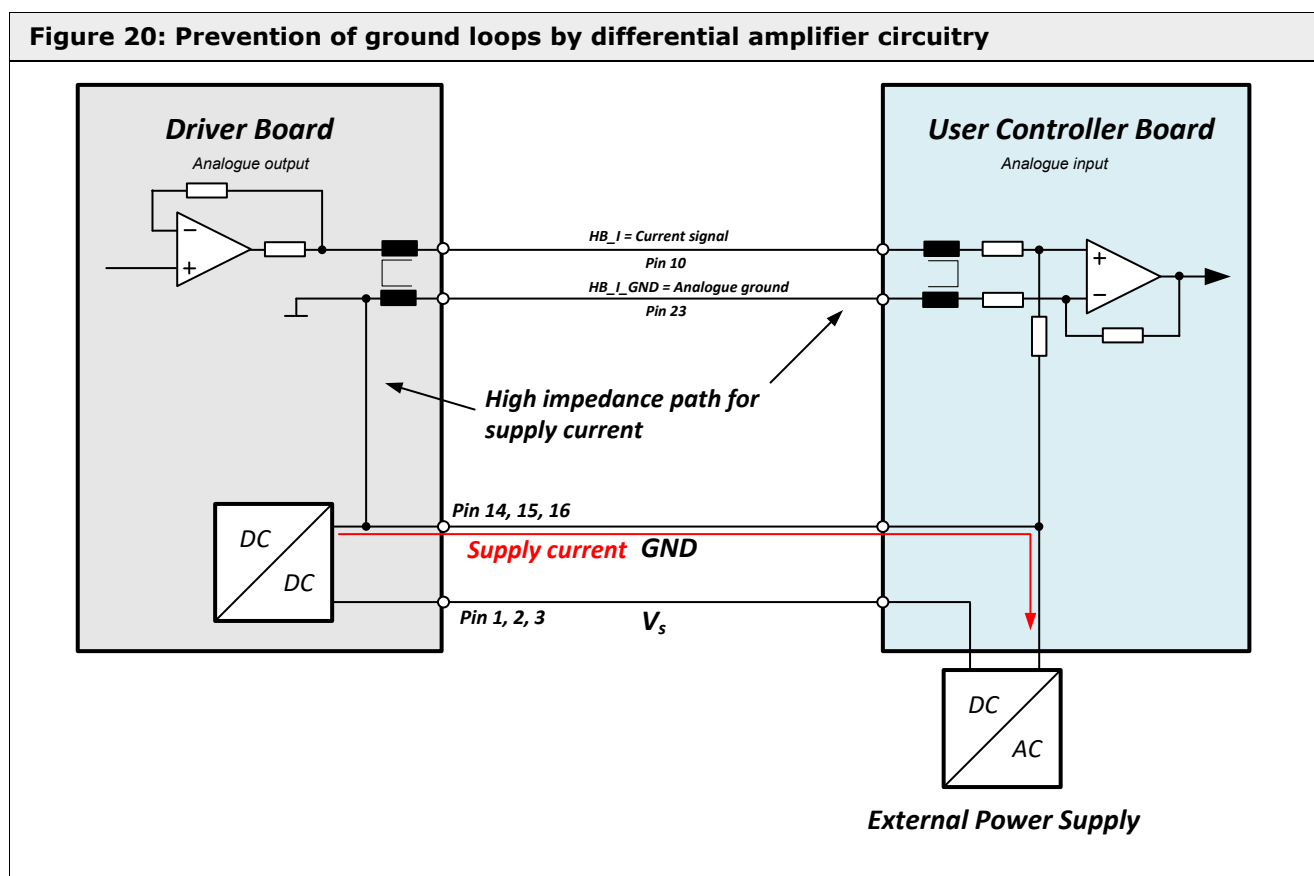 Figure 20: Prevention of ground loops by differential amplifier circuitry
Driver Board
Analogue output
User Controller Board
Analogue input
−
+
HB_I = Current signal
Pin 10
HB_I_GND = Analogue ground
Pin 23
+
−
High impedance path for
supply current
Pin 14, 15, 16
Supply current GND
DC
DC
Pin 1, 2, 3
Vs
DC
AC
External Power Supply